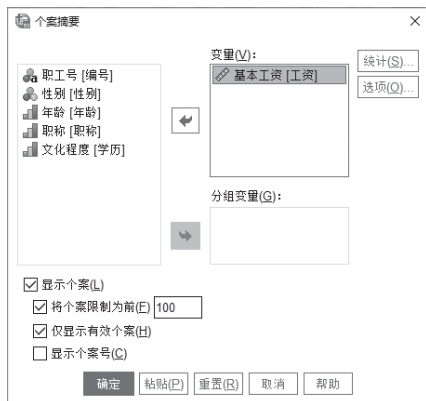 个案摘要
变量(V):
职工号 [编号]
性别 [性别]
年龄 [年龄]
职称 [职称]
文化程度 [学历]
基本工资 [工资]
统计(S)...
选项(O)...
分组变量(G):
显示个案(L)
将个案限制为前(F) 100
仅显示有效个案(H)
显示个案号(C)
确定 粘贴(P) 重置(R) 取消 帮助